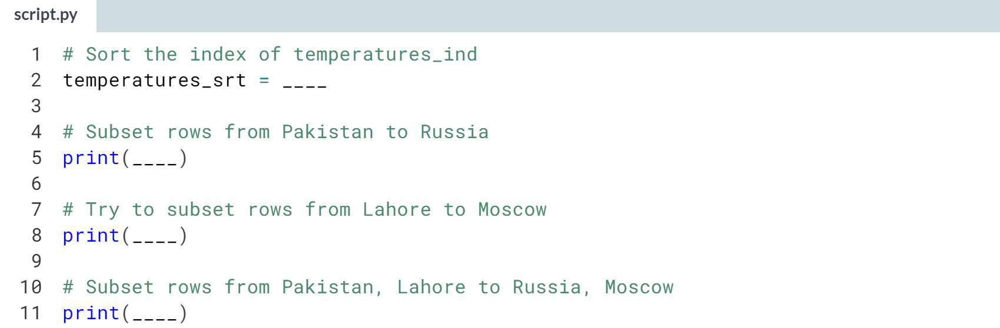 script.py
1 # Sort the index of temperatures_ind
2 temperatures_srt = ____
3
4 # Subset rows from Pakistan to Russia
5 print(____)
6
7 # Try to subset rows from Lahore to Moscow
8 print(____)
9
10 # Subset rows from Pakistan, Lahore to Russia, Moscow
11 print(____)